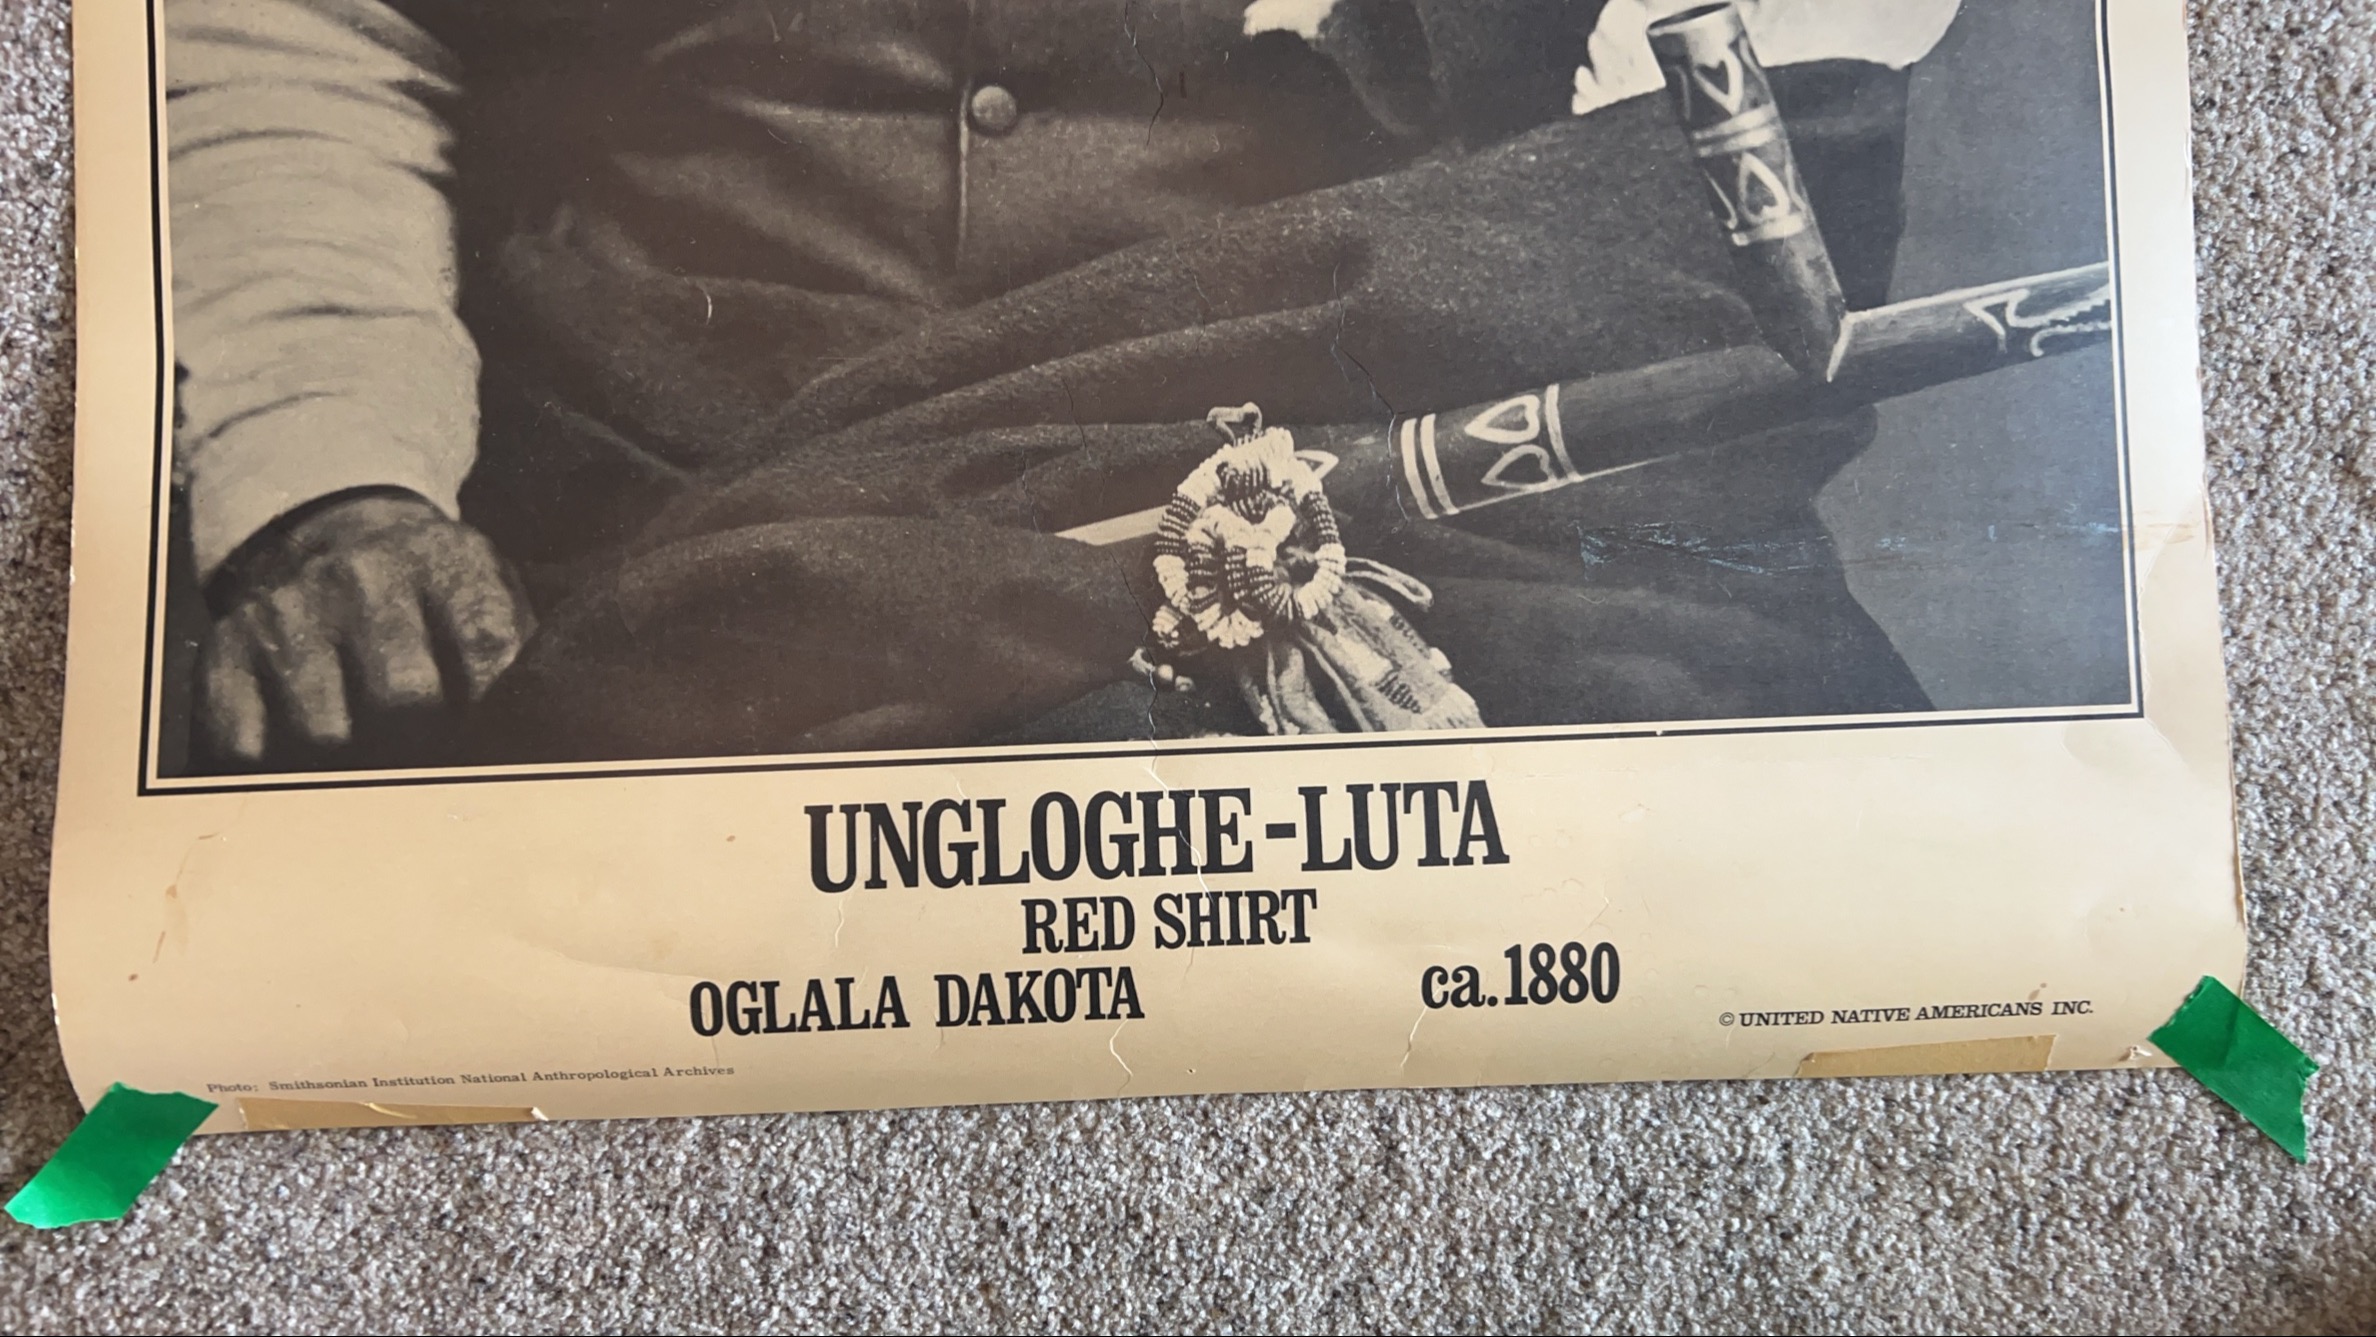 UNGLOGHE-LUTA
RED SHIRT
OGLALA DAKOTA ca.1880
© UNITED NATIVE AMERICANS INC.
Photo: Smithsonian Institution National Anthropological Archives